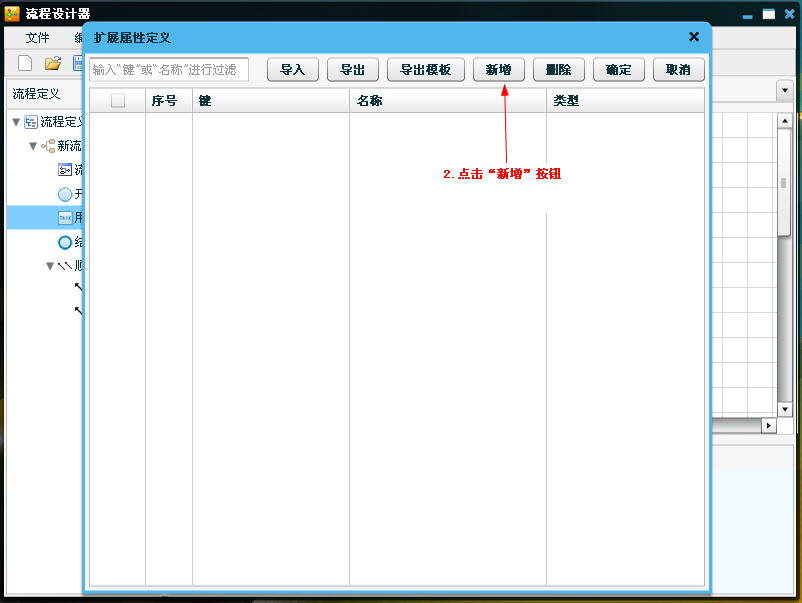 流程设计器
文件
扩展属性定义
输入“键”或“名称”进行过滤 导入 导出 导出模板 新增 删除 确定 取消
流程定义
序号 键 名称 类型
流程定义
新流
2.点击“新增”按钮
流
开
用
结
顺